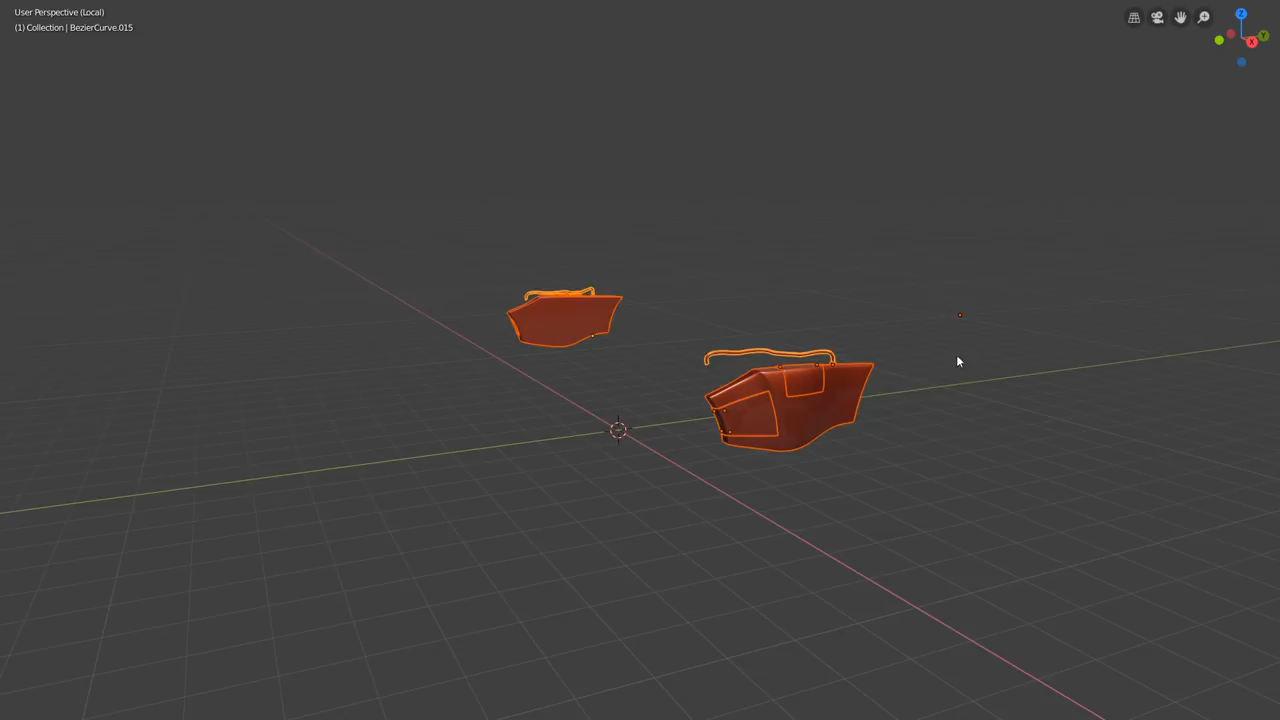 User Perspective (Local)
(1) Collection | BezierCurve.015
Z
Y
X